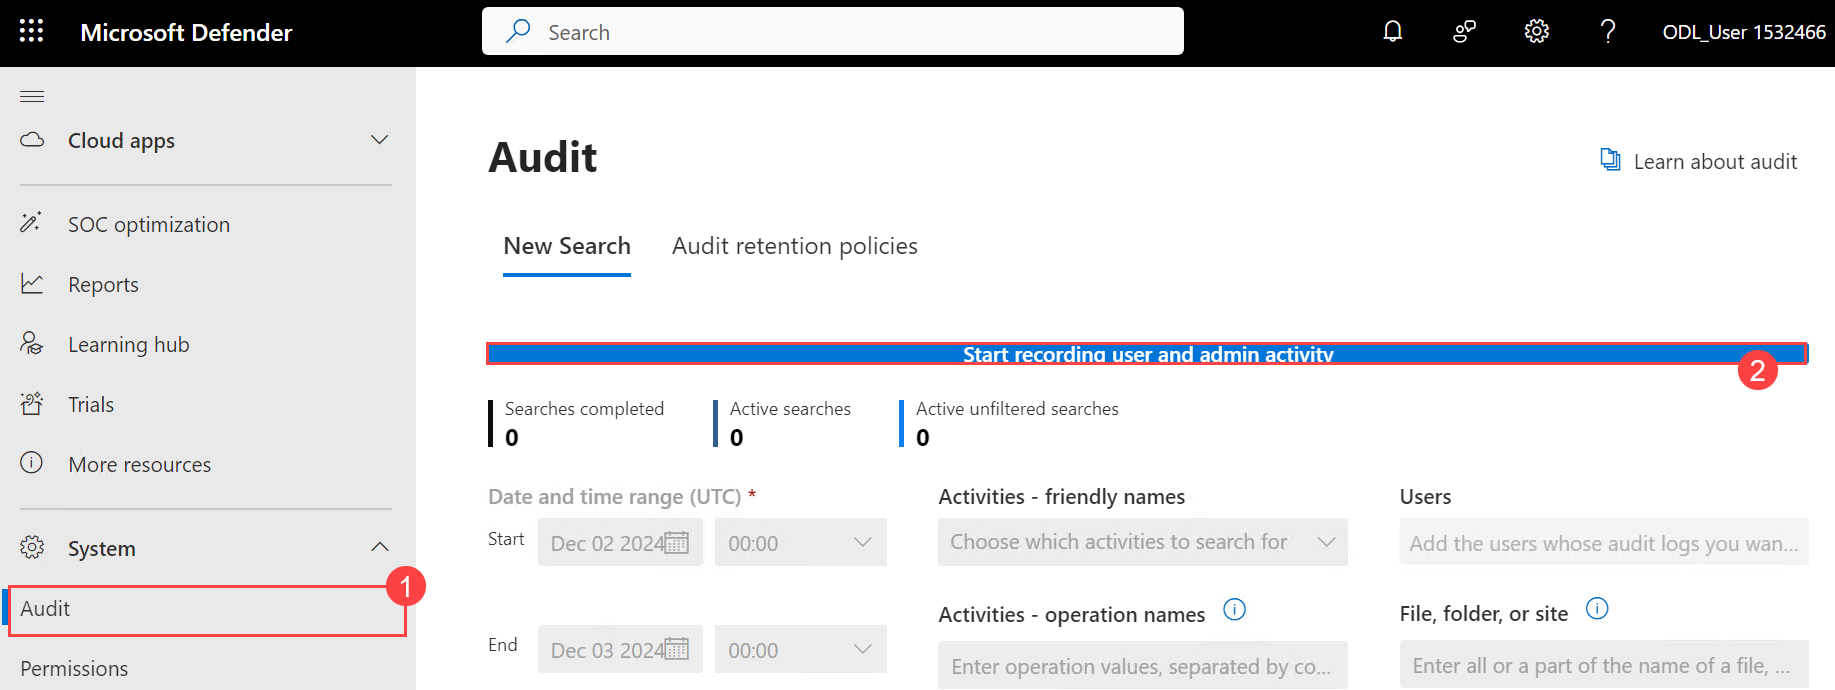 Microsoft Defender
Search
ODL_User 1532466
Cloud apps
SOC optimization
Reports
Learning hub
Trials
More resources
System
1
Audit
Permissions
Audit
Learn about audit
New Search
Audit retention policies
Start recording user and admin activity
2
Searches completed
0
Active searches
0
Active unfiltered searches
0
Date and time range (UTC) *
Start
Dec 02 2024
00:00
End
Dec 03 2024
00:00
Activities - friendly names
Choose which activities to search for
Activities - operation names
Enter operation values, separated by co...
Users
Add the users whose audit logs you wan...
File, folder, or site
Enter all or a part of the name of a file, ...